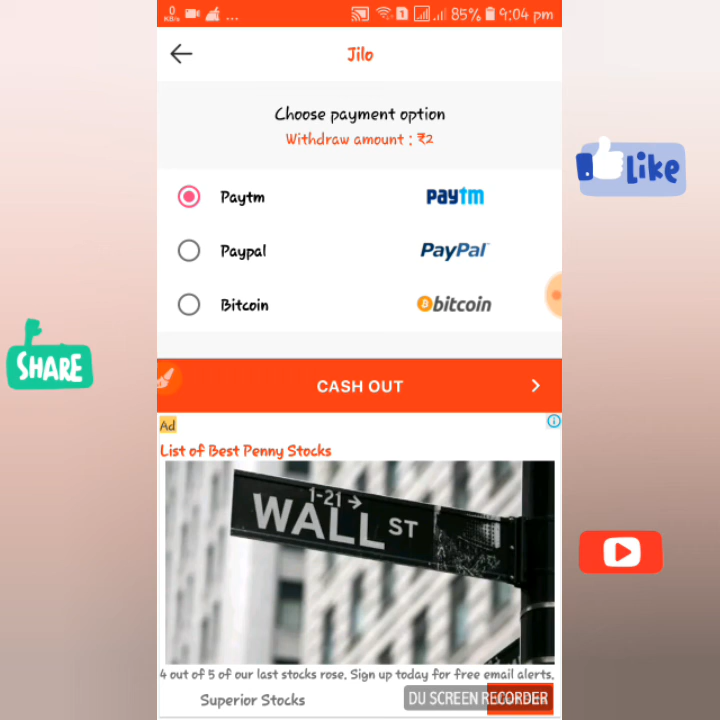 0
KB/s ... 1 85% 9:04 pm
Jilo
Choose payment option
Withdraw amount : ₹2
Paytm paytm
Paypal PayPal
Bitcoin bitcoin
Like
SHARE
CASH OUT
Ad
List of Best Penny Stocks
1-21 →
WALL ST
4 out of 5 of our last stocks rose. Sign up today for free email alerts.
Superior Stocks
DU SCREEN RECORDER